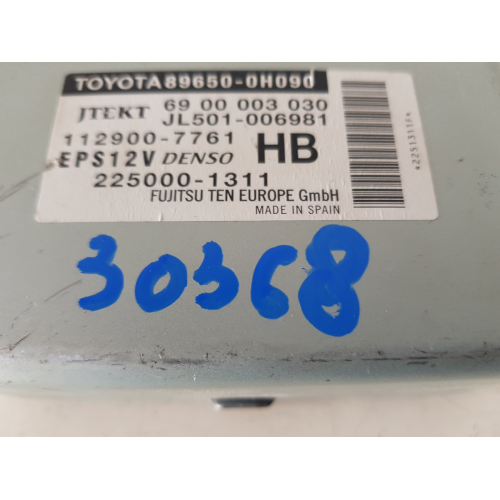 TOYOTA 89650-0H090
JTEKT 69 00 003 030
JL501-006981
112900-7761
EPS12V DENSO HB
225000-1311
FUJITSU TEN EUROPE GmbH
MADE IN SPAIN
*2251311F*
30368